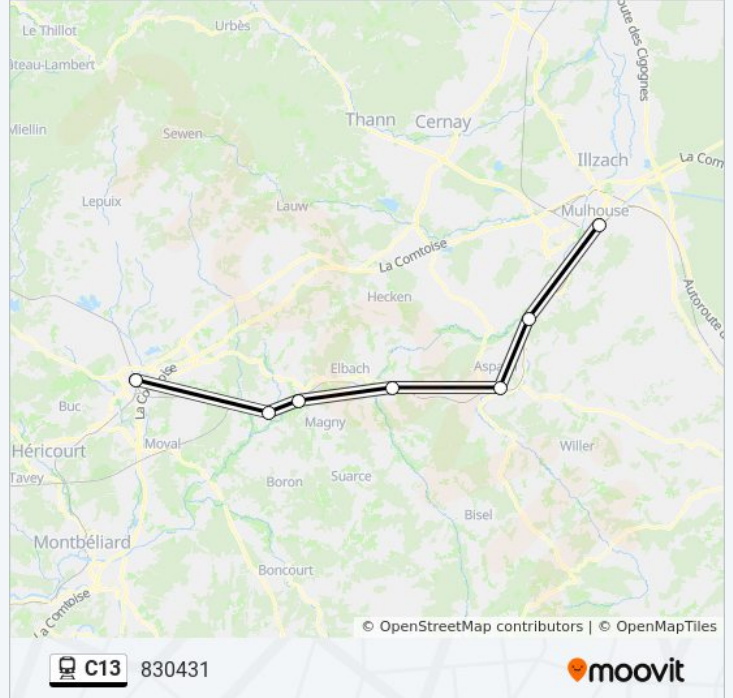 Le Thillot
Urbès
âteau-Lambert
oute des Cigognes
Thann
Cernay
Miellin
Sewen
Illzach
La Com
Lepuix
Lauw
Mulhouse
La Comtoise
Hecken
Autoroute d
Elbach
Aspa
La Comtoise
Buc
Magny
Héricourt
Moval
Willer
Tavey
Boron
Suarce
Bisel
Montbéliard
Boncourt
La Comtoise
© OpenStreetMap contributors | © OpenMapTiles
C13 830431 moovit